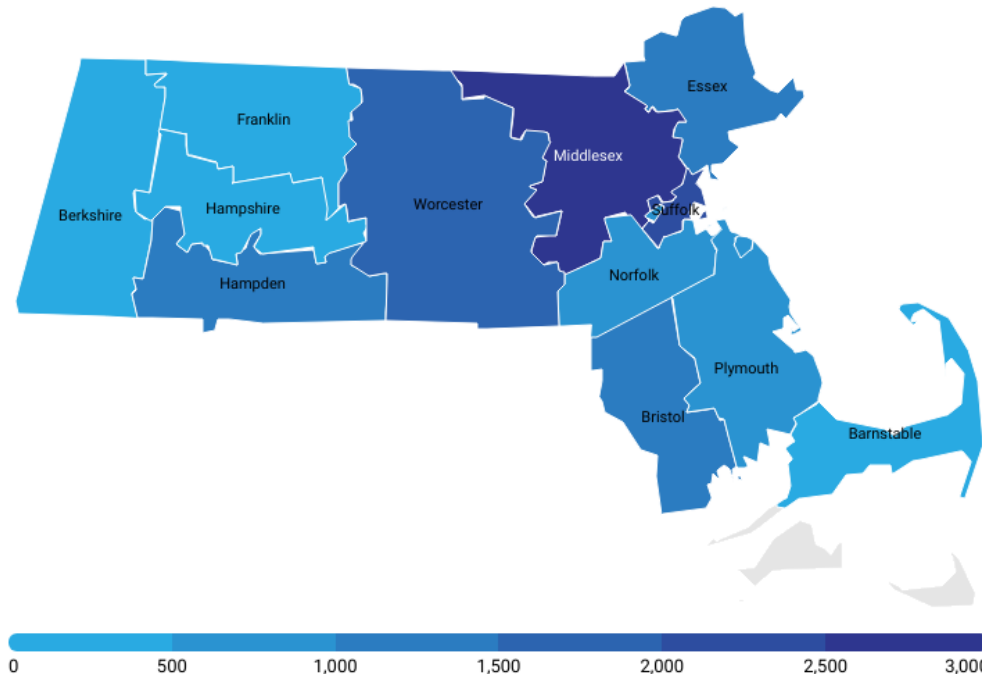 Essex
Franklin
Middlesex
Worcester
Hampshire
Suffolk
Berkshire
Norfolk
Hampden
Plymouth
Bristol
Barnstable
0 500 1,000 1,500 2,000 2,500 3,000